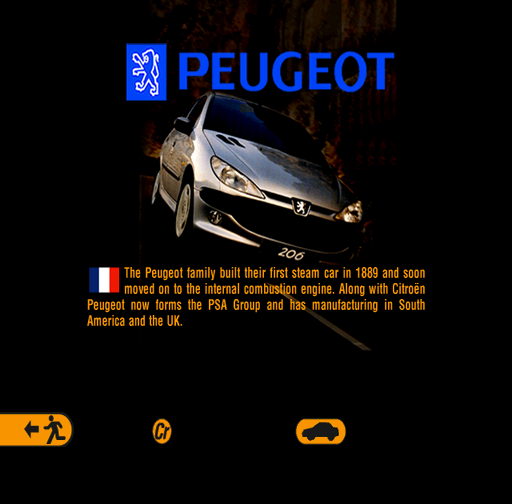 PEUGEOT
206
The Peugeot family built their first steam car in 1889 and soon
moved on to the internal combustion engine. Along with Citroën
Peugeot now forms the PSA Group and has manufacturing in South
America and the UK.
Cr